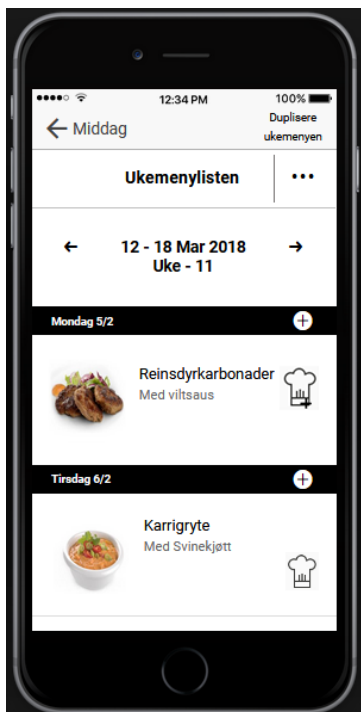 12:34 PM
100%
Middag
Duplisere
ukemenyen
Ukemenylisten
12 - 18 Mar 2018
Uke - 11
Mondag 5/2
Reinsdyrkarbonader
Med viltsaus
Tirsdag 6/2
Karrigryte
Med Svinekjøtt